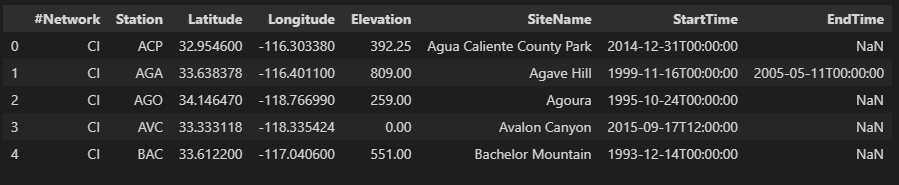 #Network Station Latitude Longitude Elevation SiteName StartTime EndTime
0 CI ACP 32.954600 -116.303380 392.25 Agua Caliente County Park 2014-12-31T00:00:00 NaN
1 CI AGA 33.638378 -116.401100 809.00 Agave Hill 1999-11-16T00:00:00 2005-05-11T00:00:00
2 CI AGO 34.146470 -118.766990 259.00 Agoura 1995-10-24T00:00:00 NaN
3 CI AVC 33.333118 -118.335424 0.00 Avalon Canyon 2015-09-17T12:00:00 NaN
4 CI BAC 33.612200 -117.040600 551.00 Bachelor Mountain 1993-12-14T00:00:00 NaN